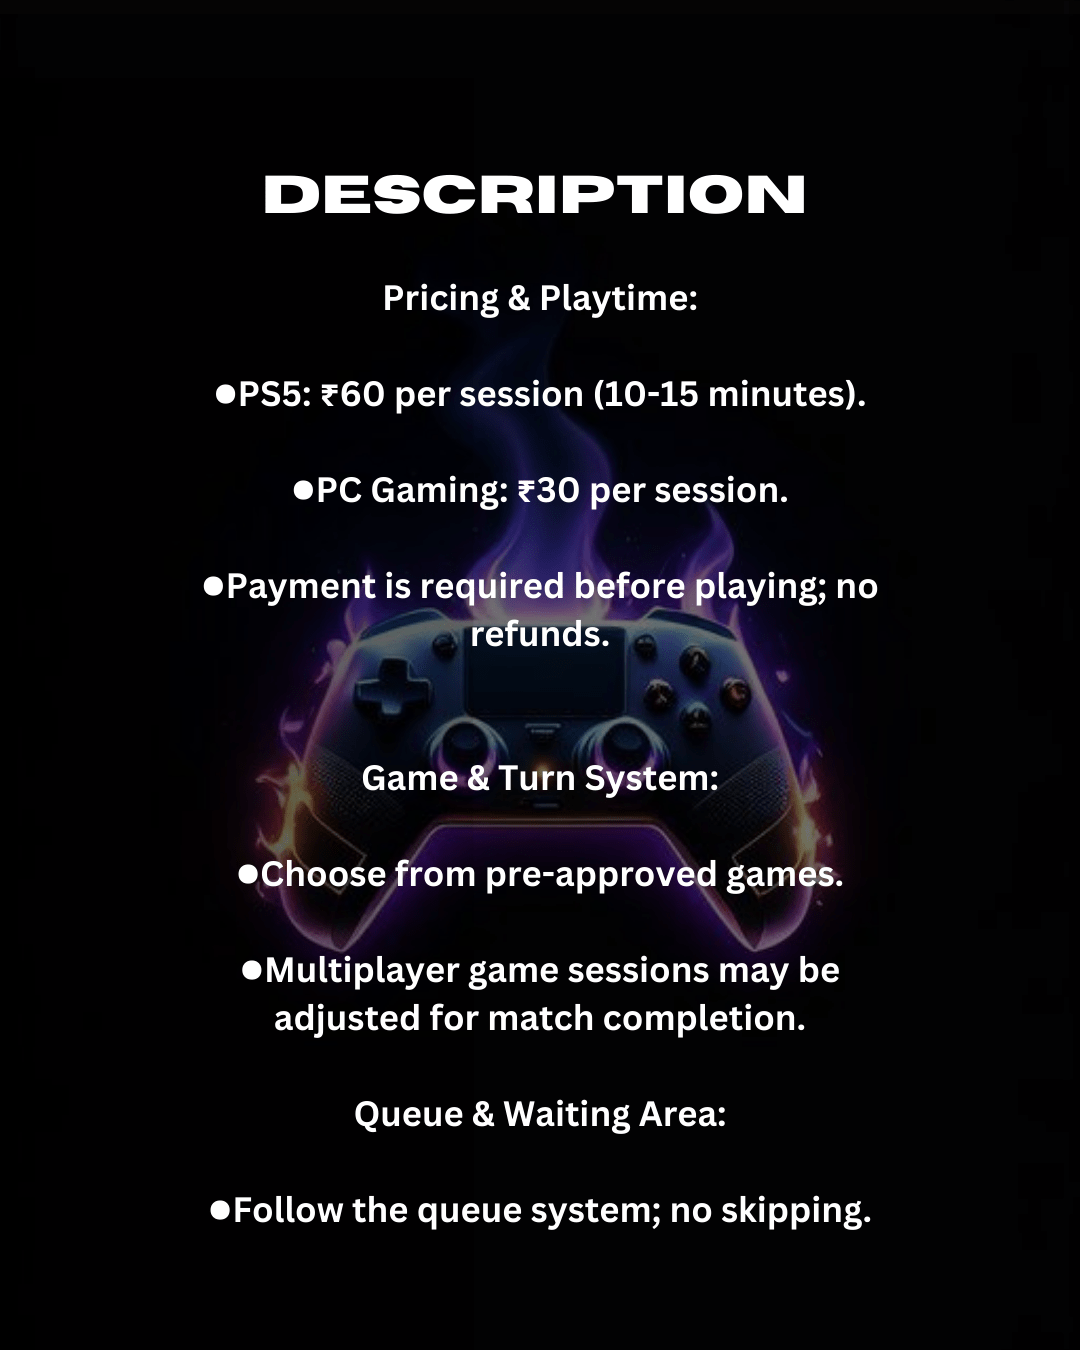 DESCRIPTION
Pricing & Playtime:
●PS5: ₹60 per session (10-15 minutes).
●PC Gaming: ₹30 per session.
●Payment is required before playing; no
refunds.
Game & Turn System:
●Choose from pre-approved games.
●Multiplayer game sessions may be
adjusted for match completion.
Queue & Waiting Area:
●Follow the queue system; no skipping.